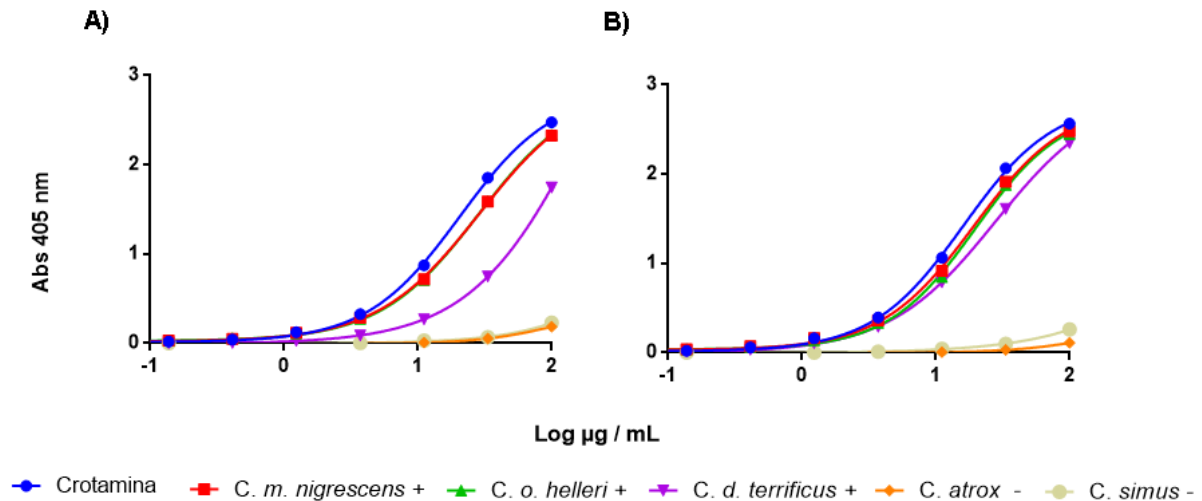 A)
B)
3
2
1
0
-1 0 1 2
3
2
1
0
-1 0 1 2
Abs 405 nm
Log µg / mL
Crotamina C. m. nigrescens + C. o. helleri + C. d. terrificus + C. atrox - C. simus -